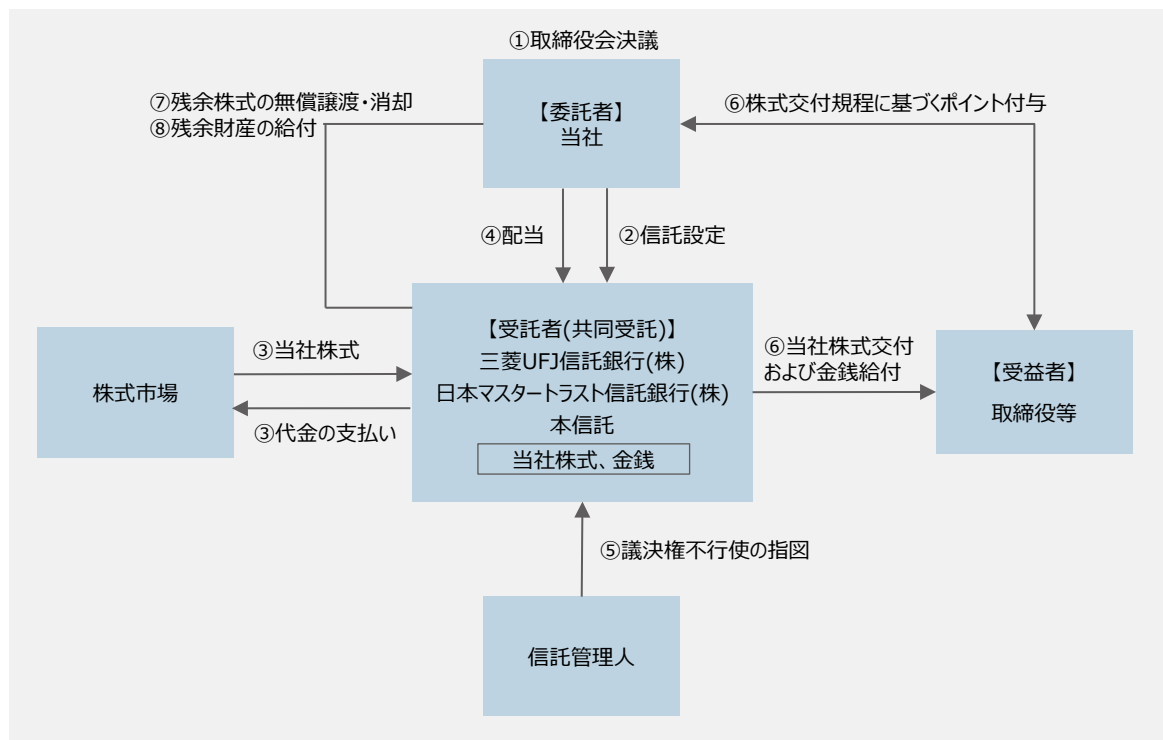 ①取締役会決議
⑦残余株式の無償譲渡・消却
⑧残余財産の給付
【委託者】
当社
⑥株式交付規程に基づくポイント付与
④配当
②信託設定
株式市場
③当社株式
③代金の支払い
【受託者(共同受託)】
三菱UFJ信託銀行(株)
日本マスタートラスト信託銀行(株)
本信託
当社株式、金銭
⑥当社株式交付
および金銭給付
【受益者】
取締役等
⑤議決権不行使の指図
信託管理人